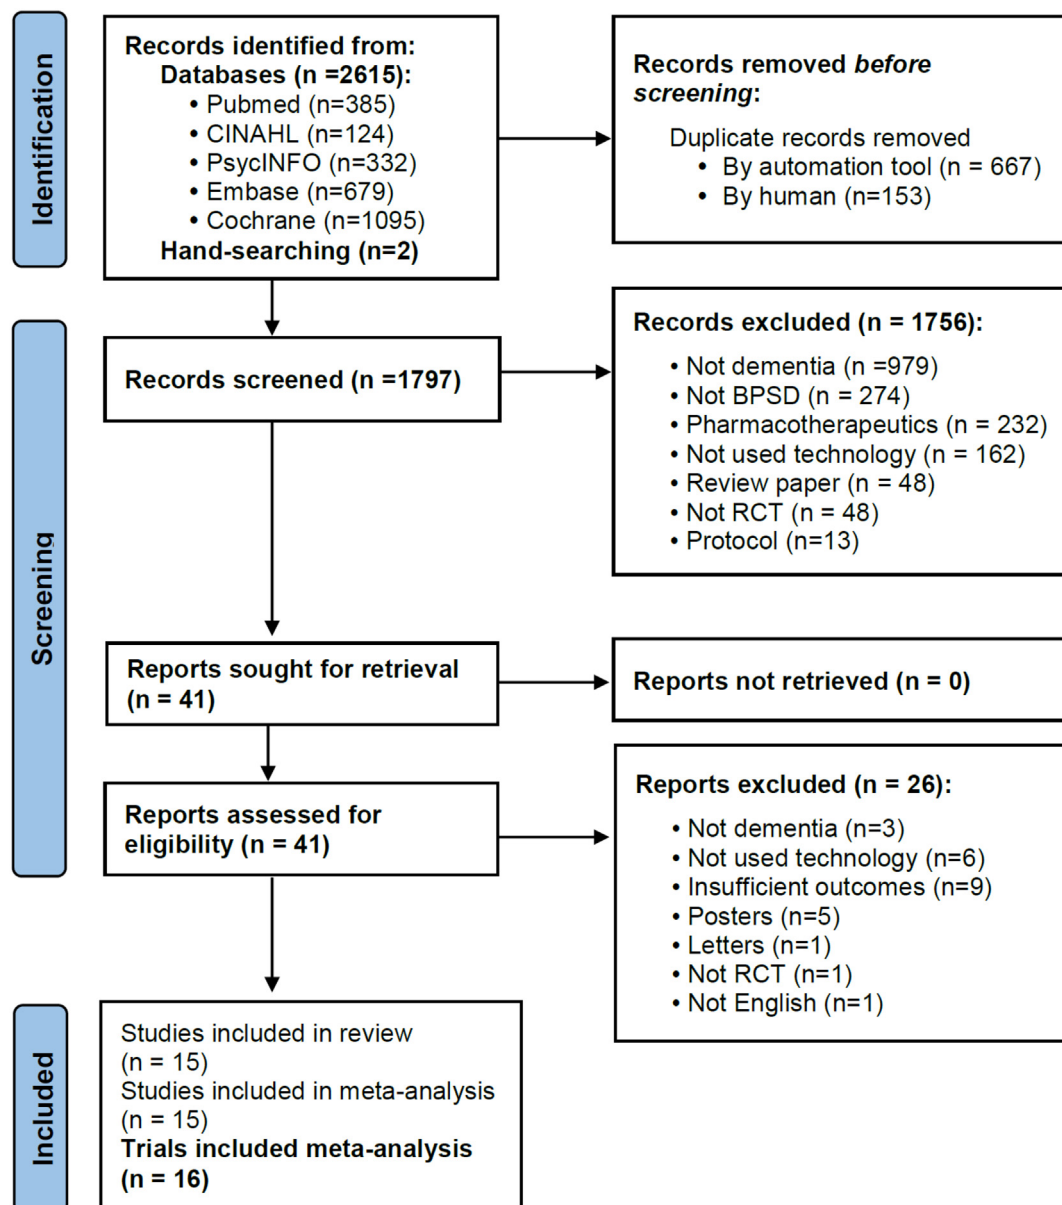 Identification
Records identified from:
Databases (n =2615):
• Pubmed (n=385)
• CINAHL (n=124)
• PsycINFO (n=332)
• Embase (n=679)
• Cochrane (n=1095)
Hand-searching (n=2)
Records removed before
screening:
Duplicate records removed
• By automation tool (n = 667)
• By human (n=153)
Screening
Records screened (n =1797)
Records excluded (n = 1756):
• Not dementia (n =979)
• Not BPSD (n = 274)
• Pharmacotherapeutics (n = 232)
• Not used technology (n = 162)
• Review paper (n = 48)
• Not RCT (n = 48)
• Protocol (n=13)
Reports sought for retrieval
(n = 41)
Reports not retrieved (n = 0)
Reports assessed for
eligibility (n = 41)
Reports excluded (n = 26):
• Not dementia (n=3)
• Not used technology (n=6)
• Insufficient outcomes (n=9)
• Posters (n=5)
• Letters (n=1)
• Not RCT (n=1)
• Not English (n=1)
Included
Studies included in review
(n = 15)
Studies included in meta-analysis
(n = 15)
Trials included meta-analysis
(n = 16)